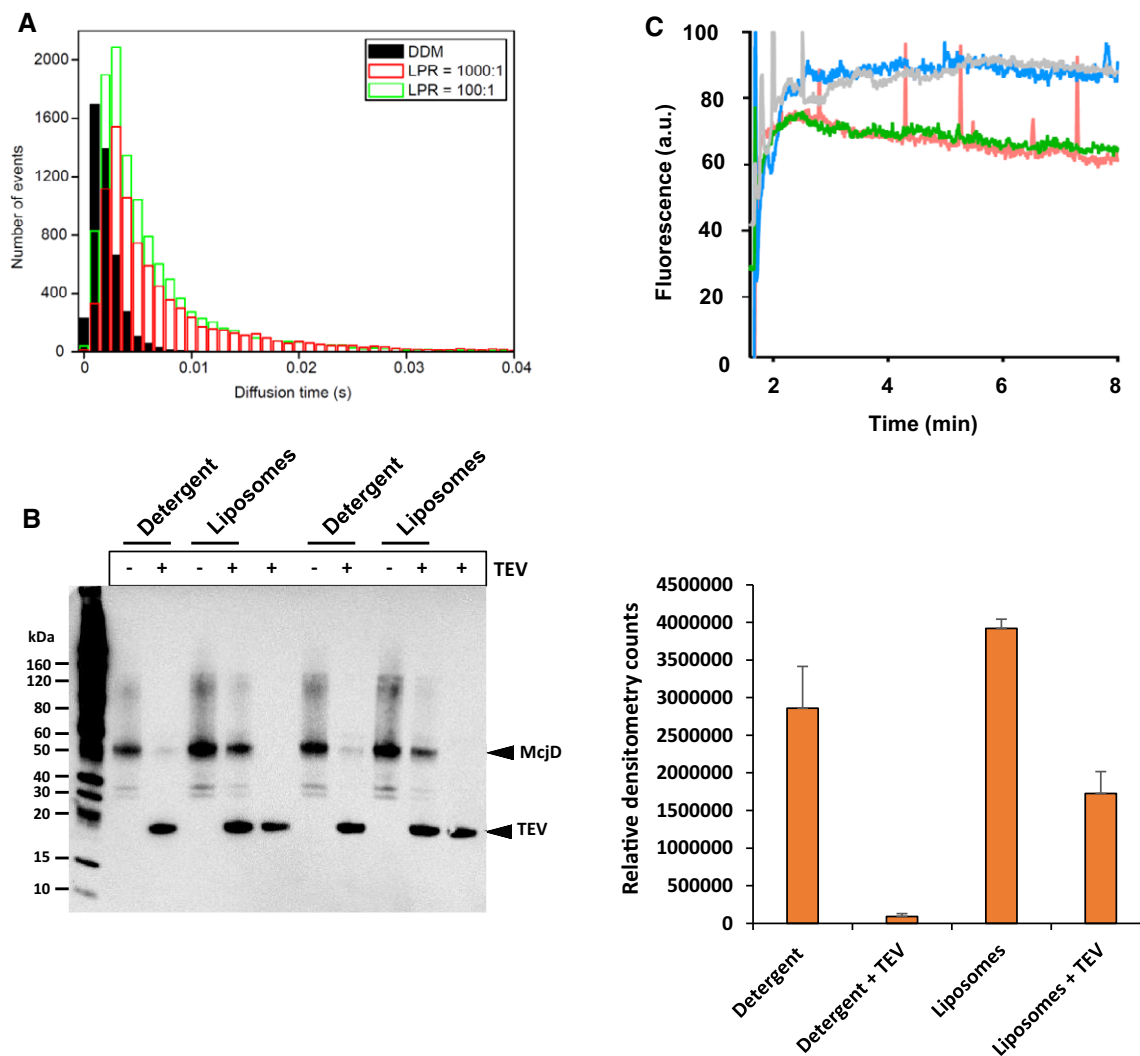 A
DDM
LPR = 1000:1
LPR = 100:1
2000
1600
1200
800
400
0
Number of events
0
0.01
0.02
0.03
0.04
Diffusion time (s)
C
100
80
60
40
20
0
Fluorescence (a.u.)
2
4
6
8
Time (min)
B
Detergent
Liposomes
Detergent
Liposomes
- + - + + - + - + + TEV
kDa
160
120
80
60
50
40
30
20
15
10
McjD
TEV
4500000
4000000
3500000
3000000
2500000
2000000
1500000
1000000
500000
0
Relative densitometry counts
Detergent
Detergent + TEV
Liposomes
Liposomes + TEV